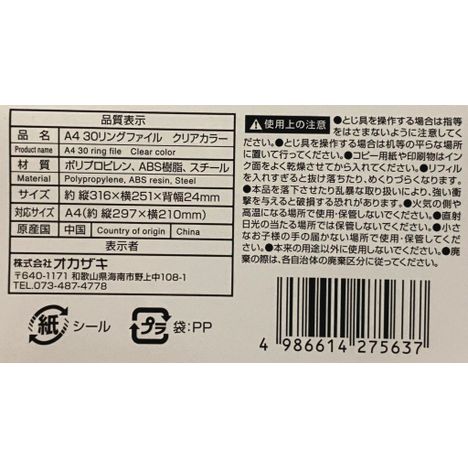 品質表示
品名 A4 30リングファイル クリアカラー
Product name A4 30 ring file Clear color
材質 ポリプロピレン、ABS樹脂、スチール
Material Polypropylene, ABS resin, Steel
サイズ 約 縦316×横251×背幅24mm
対応サイズ A4(約 縦297×横210mm)
原産国 中国 Country of origin China
表示者
株式会社オカザキ
〒640-1171 和歌山県海南市野上中108-1
TEL.073-487-4778
紙 シール
プラ 袋:PP
使用上の注意 ●とじ具を操作する場合は指等
をはさまないように注意してく
ださい。●とじ具を操作する場合は机等の平らな場所
に置いて行ってください。●コピー用紙や印刷物はイン
ク面をよく乾燥させてから入れてください。●リフィル
を入れすぎると抜け落ちたり、めくりづらくなります。
●本品を落下させたり乱暴な取り扱いにより、強い衝
撃を与えると破損する恐れがあります。●火気の側や
高温になる場所で使用・保管しないでください。●直射
日光の当たる場所で保管しないでください。●小さ
なお子様の手の届かない場所で使用・保管してくださ
い。●本来の用途以外に使用しないでください。●廃
棄の際は、各自治体の廃棄区分に従ってください。
4 986614 275637